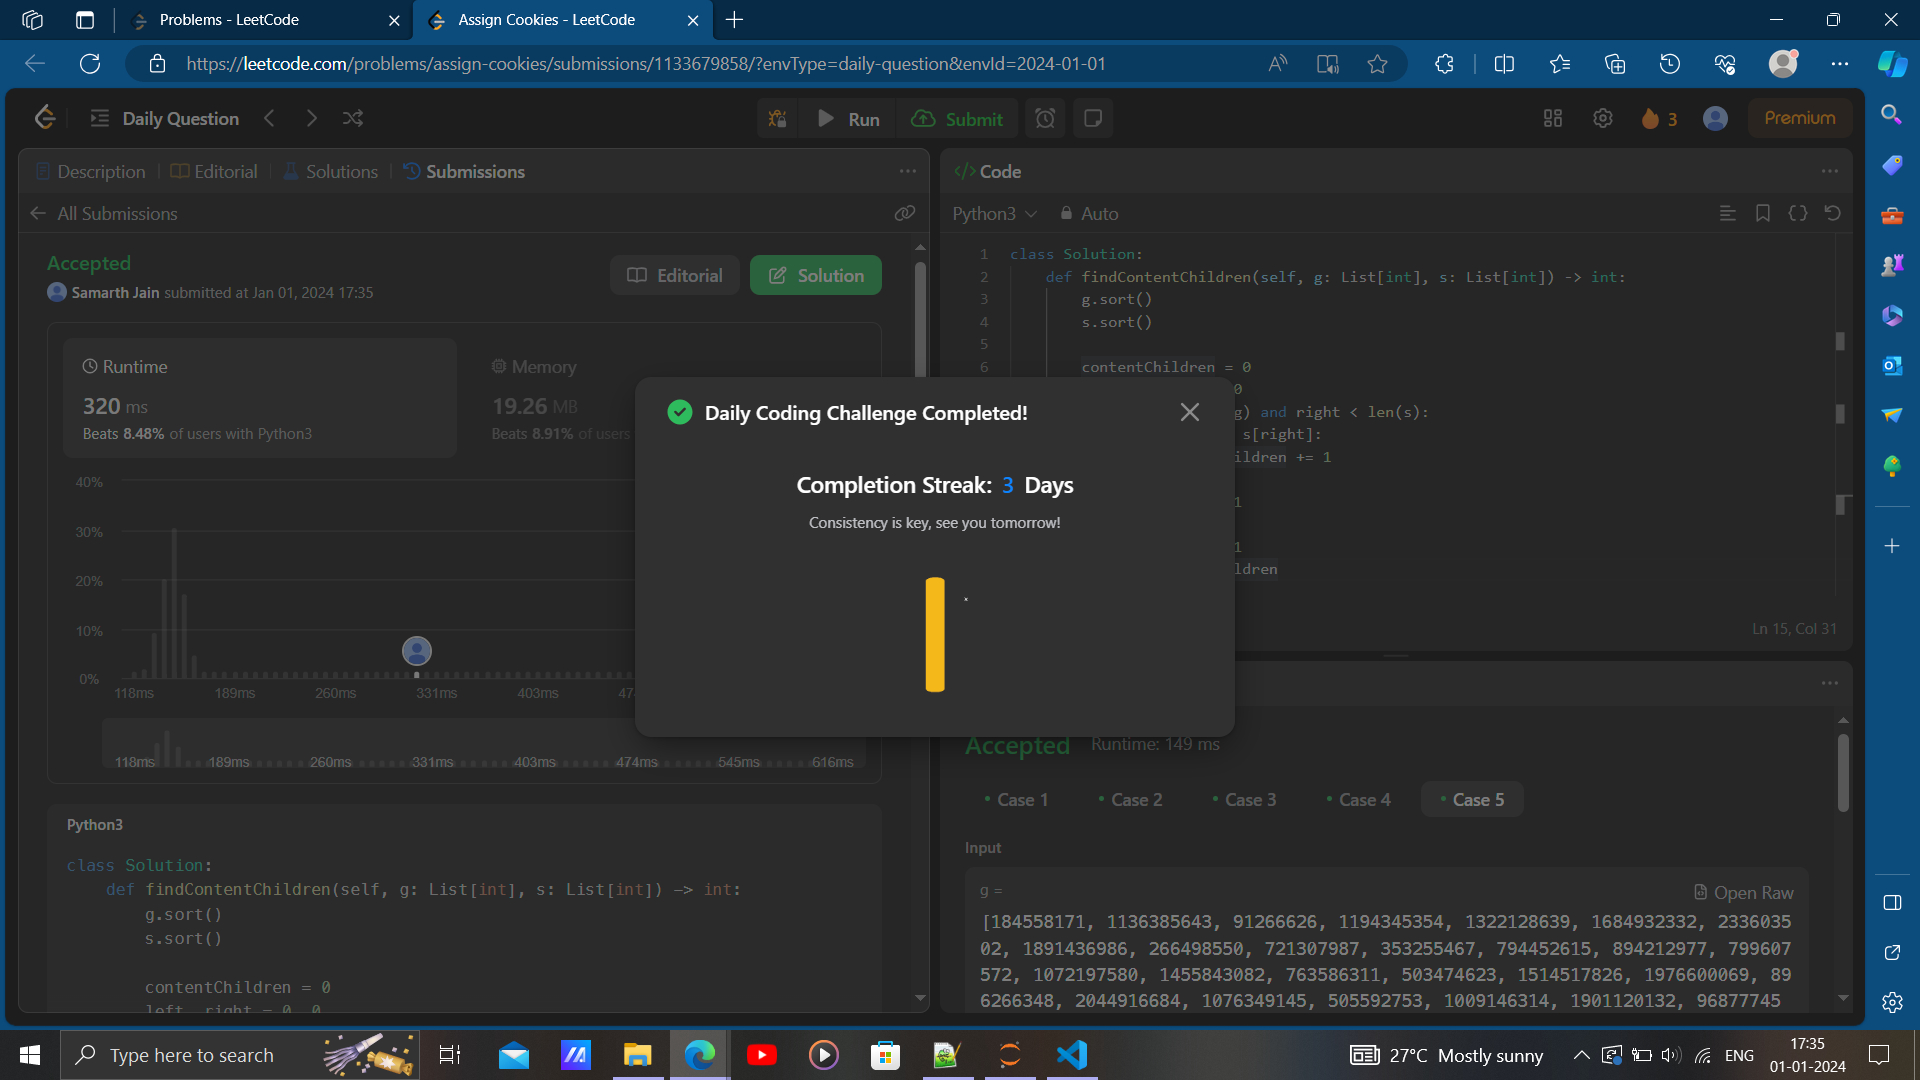 Problems - LeetCode
Assign Cookies - LeetCode
https://leetcode.com/problems/assign-cookies/submissions/1133679858/?envType=daily-question&envId=2024-01-01
Daily Question
Run
Submit
3
Premium
Description
Editorial
Solutions
Submissions
All Submissions
Accepted
Samarth Jain submitted at Jan 01, 2024 17:35
Editorial
Solution
Runtime
320 ms
Beats 8.48% of users with Python3
Memory
19.26 MB
Beats 8.91% of users
40%
30%
20%
10%
0%
118ms 189ms 260ms 331ms 403ms 47
118ms 189ms 260ms 331ms 403ms 474ms 545ms 616ms
Python3
class Solution:
def findContentChildren(self, g: List[int], s: List[int]) -> int:
g.sort()
s.sort()
contentChildren = 0
left, right = 0, 0
Daily Coding Challenge Completed!
Completion Streak: 3 Days
Consistency is key, see you tomorrow!
Code
Python3
Auto
1 class Solution:
2 def findContentChildren(self, g: List[int], s: List[int]) -> int:
3 g.sort()
4 s.sort()
5
6 contentChildren = 0
0
g) and right < len(s):
s[right]:
ildren += 1
1
1
ldren
Ln 15, Col 31
Accepted
Runtime: 149 ms
Case 1
Case 2
Case 3
Case 4
Case 5
Input
g =
Open Raw
[184558171, 1136385643, 91266626, 1194345354, 1322128639, 1684932332, 2336035
02, 1891436986, 266498550, 721307987, 353255467, 794452615, 894212977, 799607
572, 1072197580, 1455843082, 763586311, 503474623, 1514517826, 1976600069, 89
6266348, 2044916684, 1076349145, 505592753, 1009146314, 1901120132, 96877745
Type here to search
27°C Mostly sunny
ENG
17:35
01-01-2024